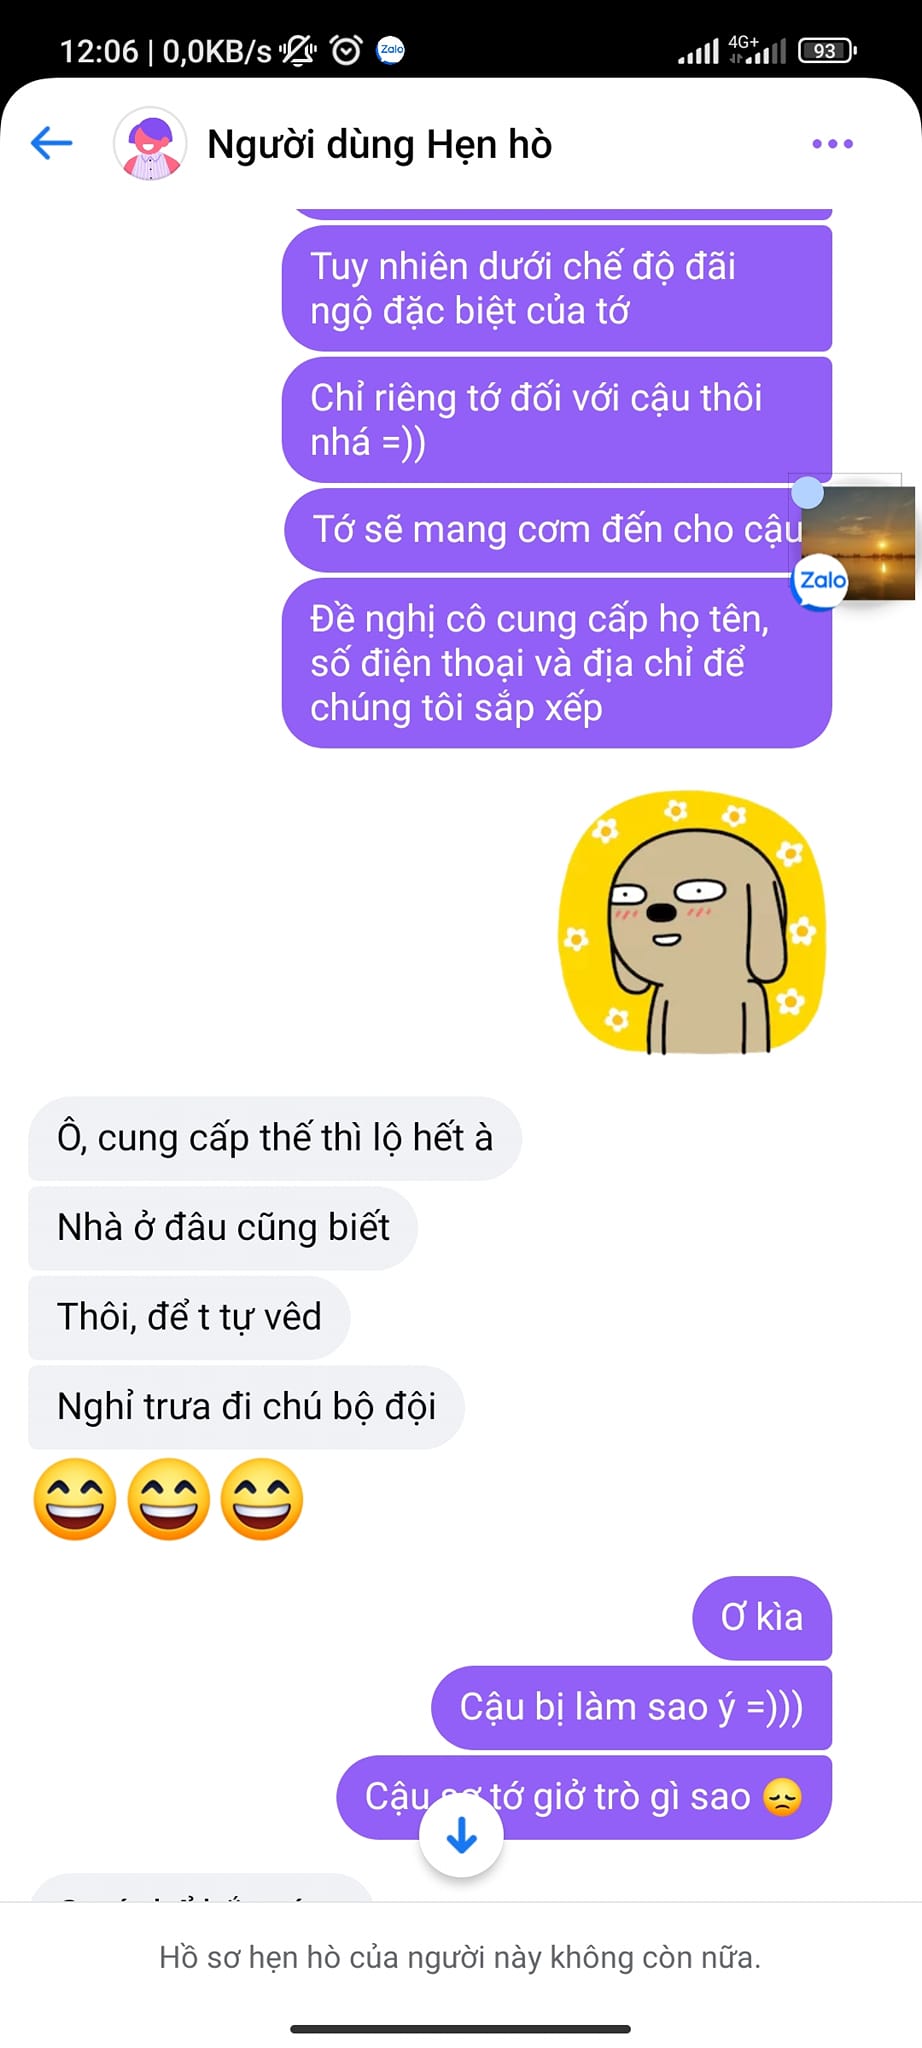 12:06 | 0,0KB/s
Zalo
4G+
93
Người dùng Hẹn hò
Tuy nhiên dưới chế độ đãi
ngộ đặc biệt của tớ
Chỉ riêng tớ đối với cậu thôi
nhá =))
Tớ sẽ mang cơm đến cho cậu
Zalo
Đề nghị cô cung cấp họ tên,
số điện thoại và địa chỉ để
chúng tôi sắp xếp
Ô, cung cấp thế thì lộ hết à
Nhà ở đâu cũng biết
Thôi, để t tự vêd
Nghỉ trưa đi chú bộ đội
Ơ kìa
Cậu bị làm sao ý =)))
Cậu sợ tớ giở trò gì sao
Hồ sơ hẹn hò của người này không còn nữa.